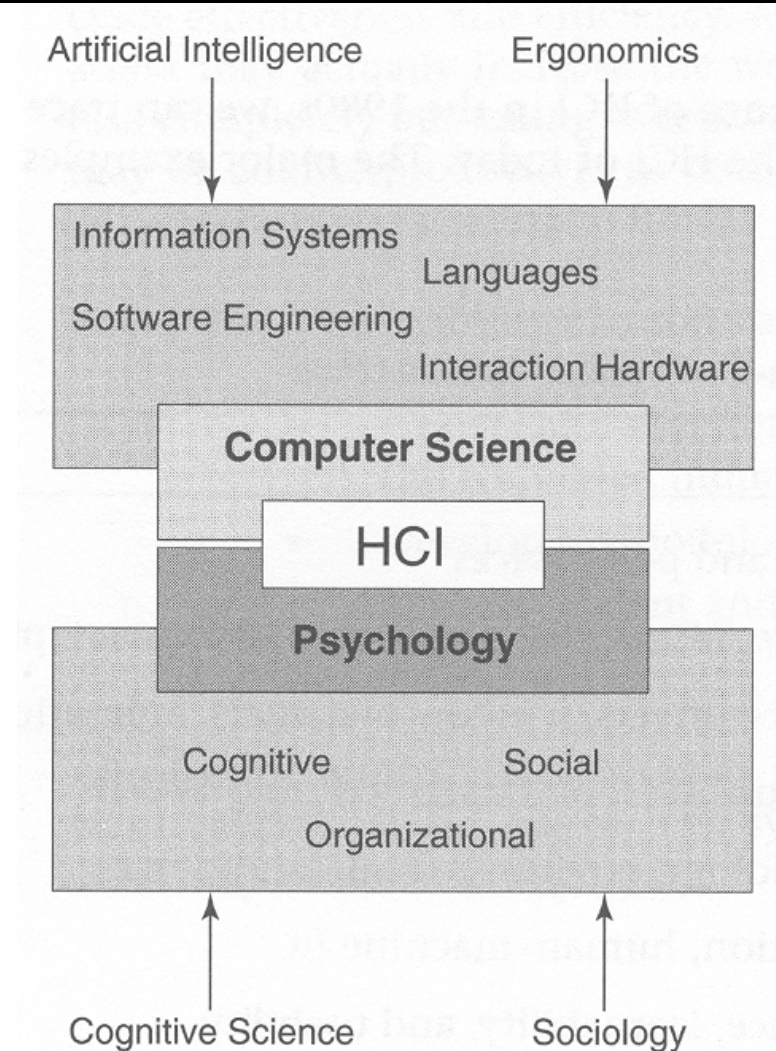 Artificial Intelligence
Ergonomics
Information Systems
Languages
Software Engineering
Interaction Hardware
Computer Science
HCI
Psychology
Cognitive
Social
Organizational
Cognitive Science
Sociology